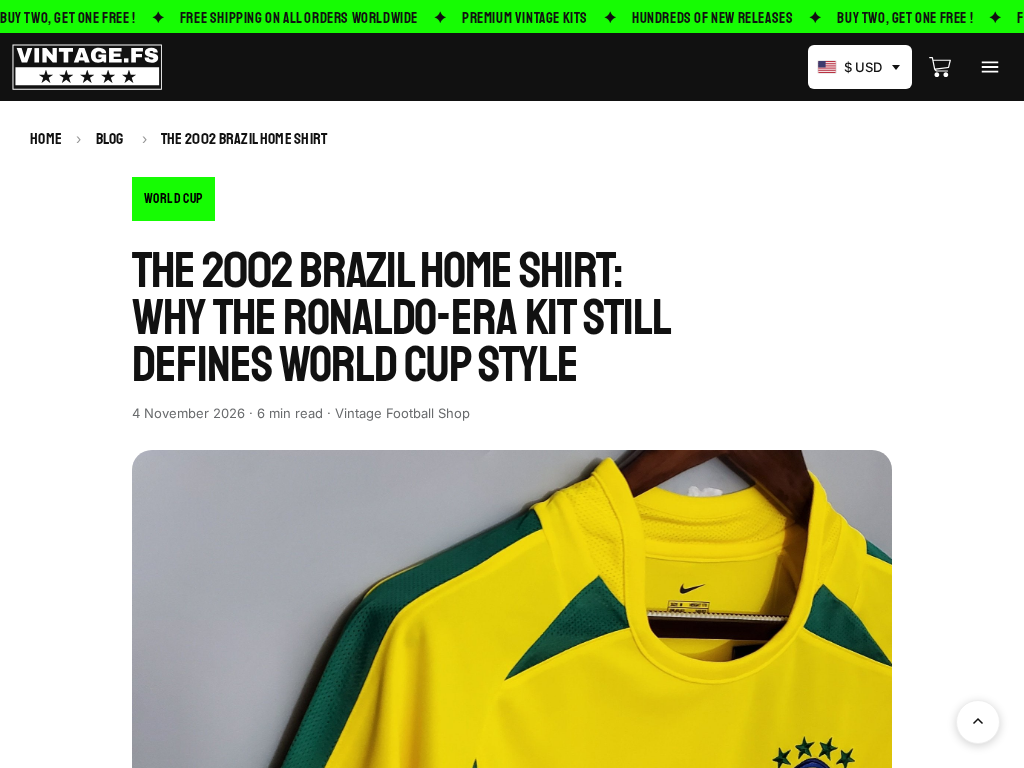 BUY TWO, GET ONE FREE ! ✦ FREE SHIPPING ON ALL ORDERS WORLDWIDE ✦ PREMIUM VINTAGE KITS ✦ HUNDREDS OF NEW RELEASES ✦ BUY TWO, GET ONE FREE ! ✦ F
VINTAGE.FS
$ USD
HOME › BLOG › THE 2002 BRAZIL HOME SHIRT
WORLD CUP
THE 2002 BRAZIL HOME SHIRT:
WHY THE RONALDO-ERA KIT STILL
DEFINES WORLD CUP STYLE
4 November 2026 · 6 min read · Vintage Football Shop